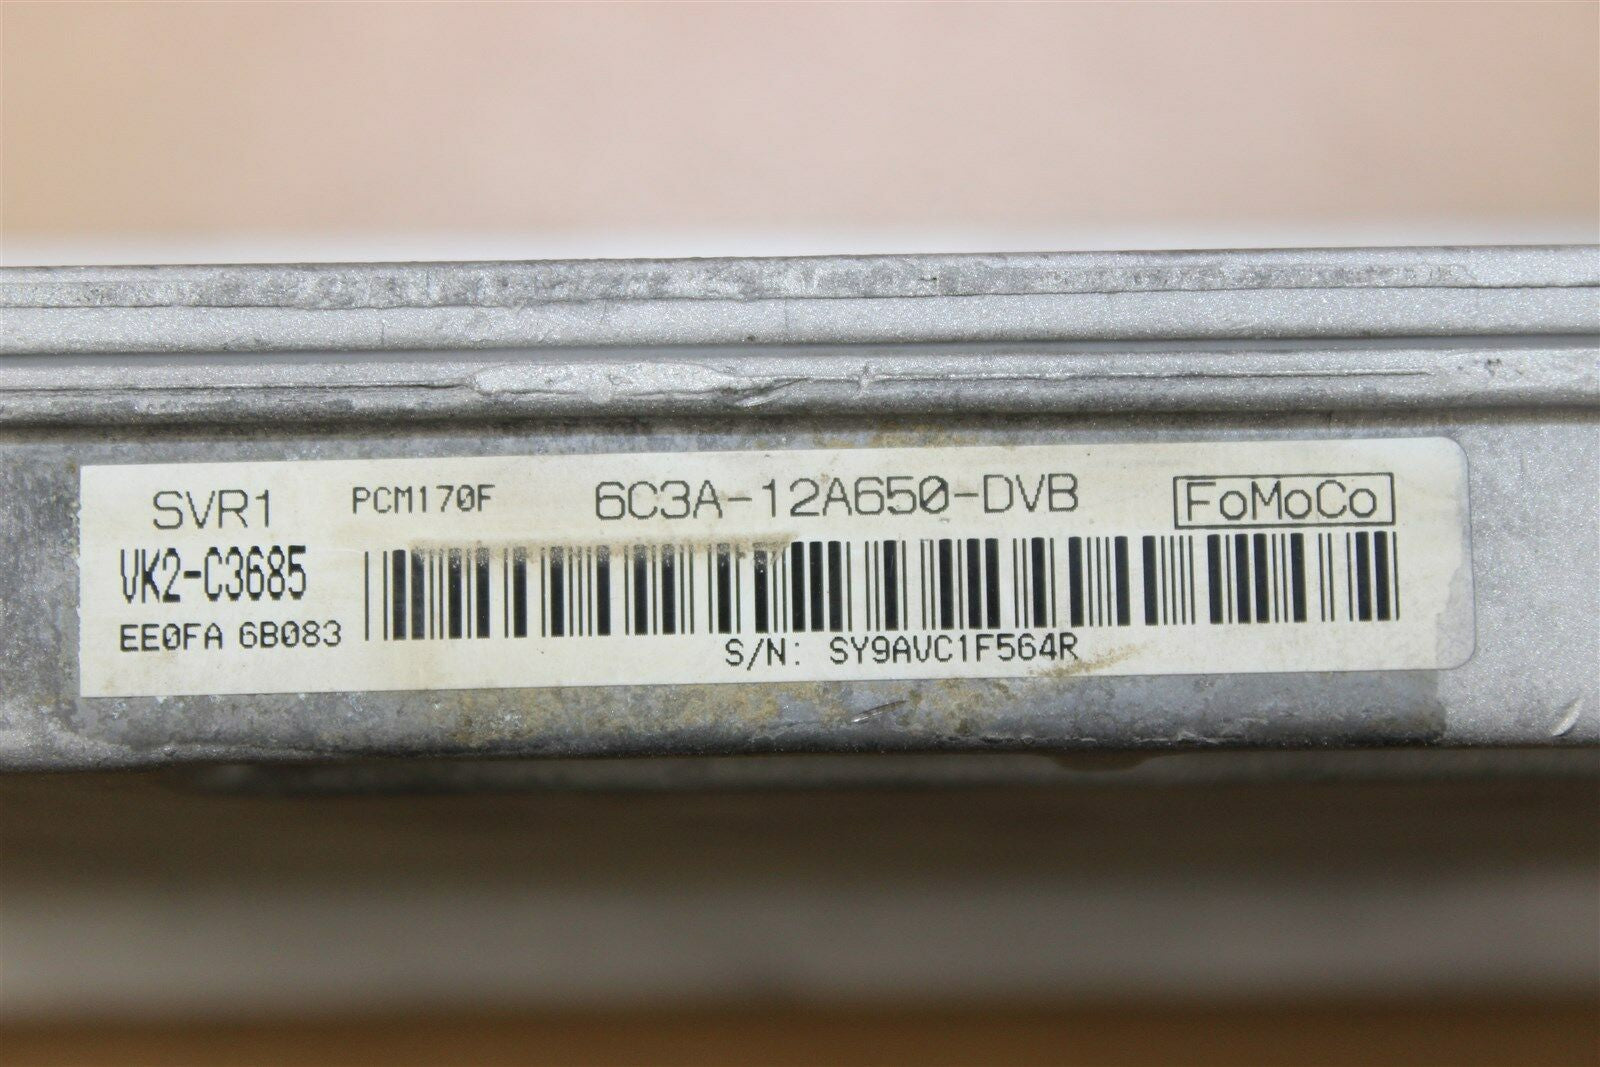 SVR1 PCM170F 6C3A-12A650-DVB FoMoCo
VK2-C3685
EE0FA 6B083
S/N: SY9AVC1F564R